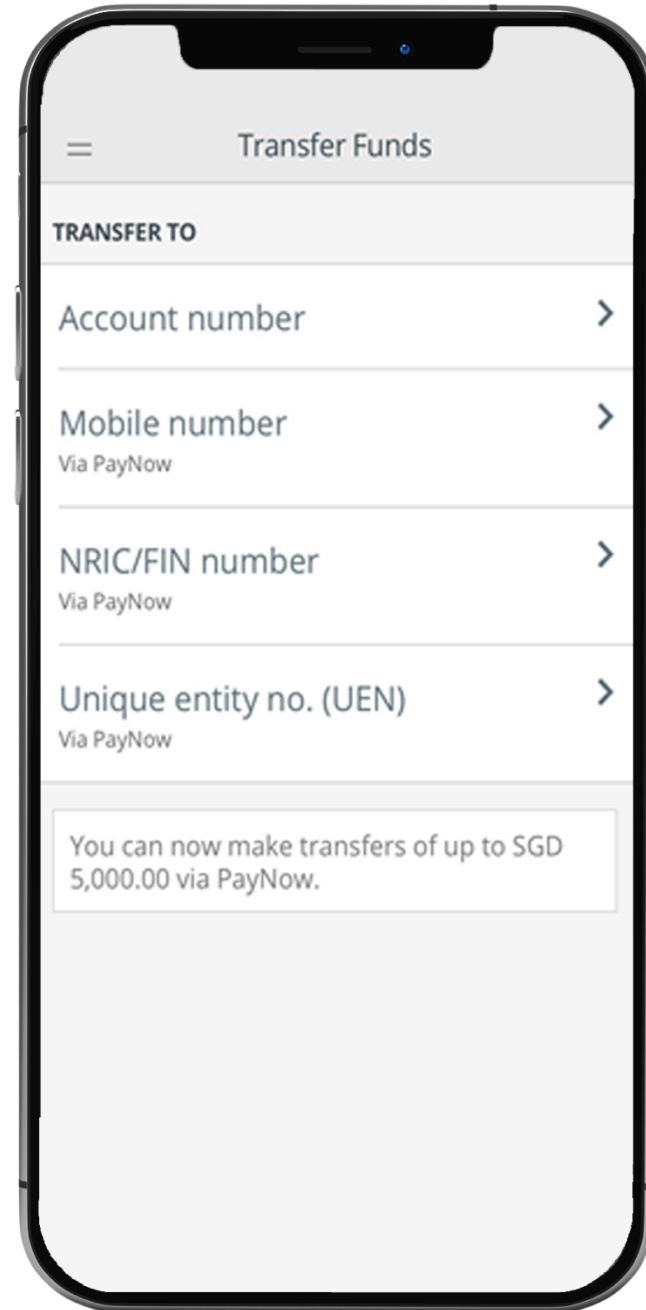 Transfer Funds
TRANSFER TO
Account number
Mobile number
Via PayNow
NRIC/FIN number
Via PayNow
Unique entity no. (UEN)
Via PayNow
You can now make transfers of up to SGD
5,000.00 via PayNow.